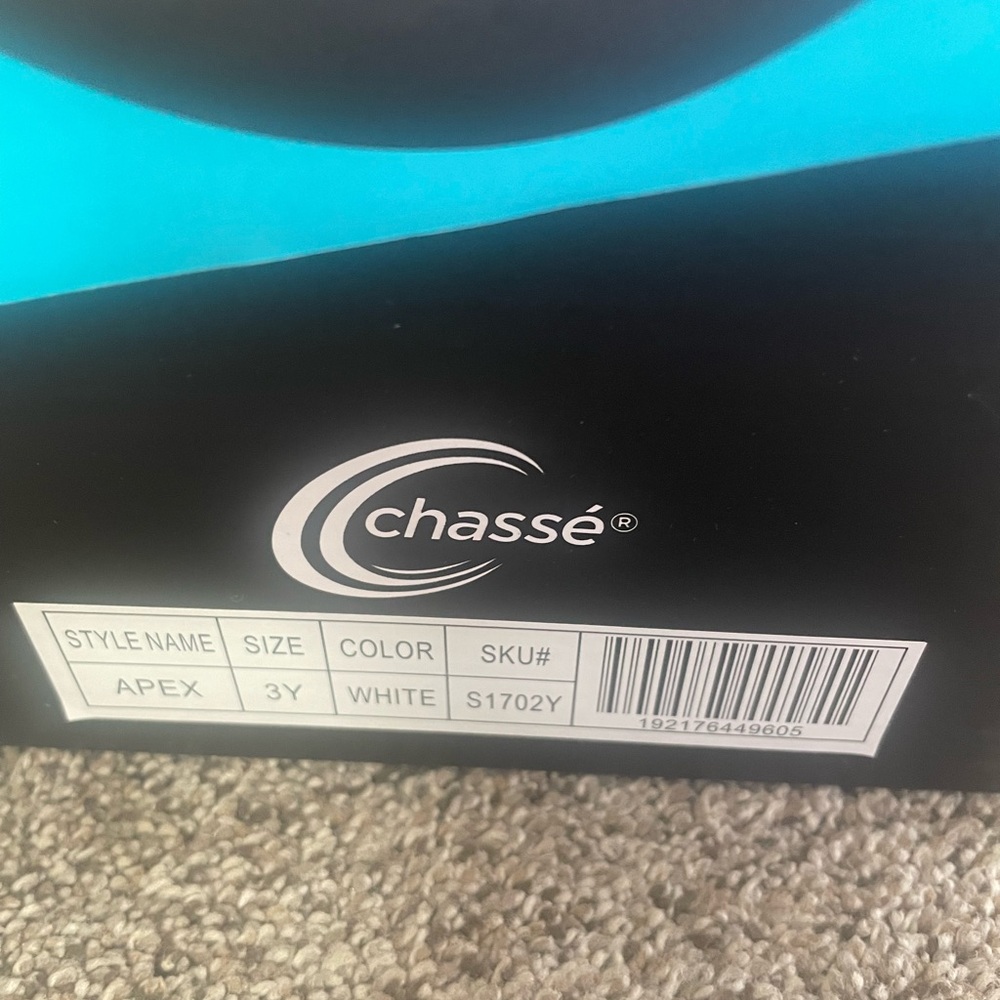 chassé®
STYLE NAME SIZE COLOR SKU#
APEX 3Y WHITE S1702Y
192176449605